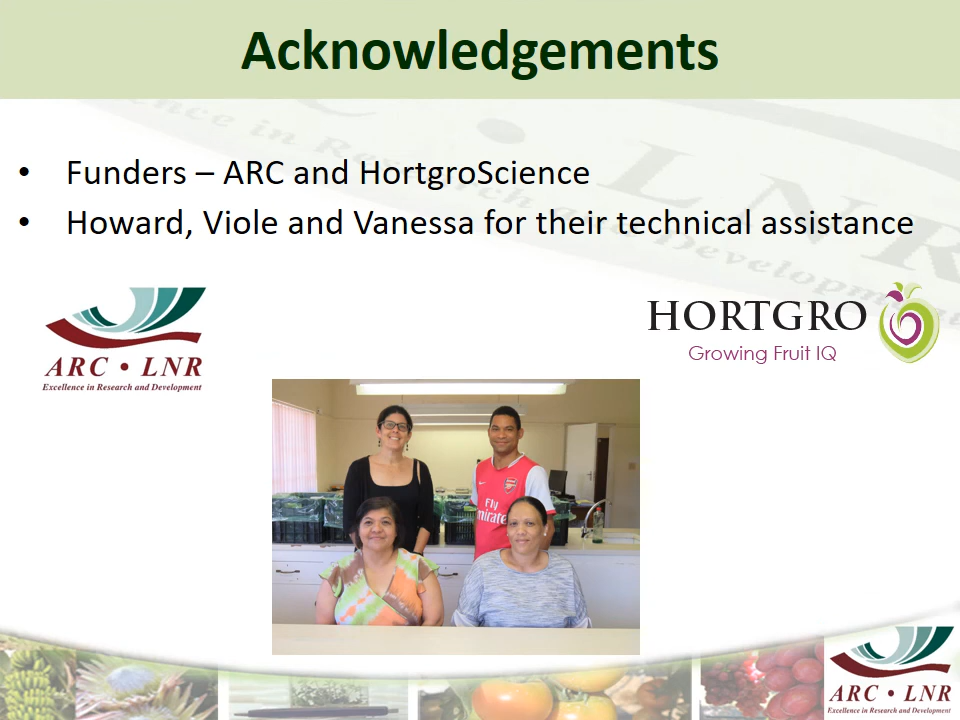 Acknowledgements
• Funders – ARC and HortgroScience
• Howard, Viole and Vanessa for their technical assistance
ARC • LNR
Excellence in Research and Development
HORTGRO
Growing Fruit IQ
Fly
Emirates
ARC • LNR
Excellence in Research and Development